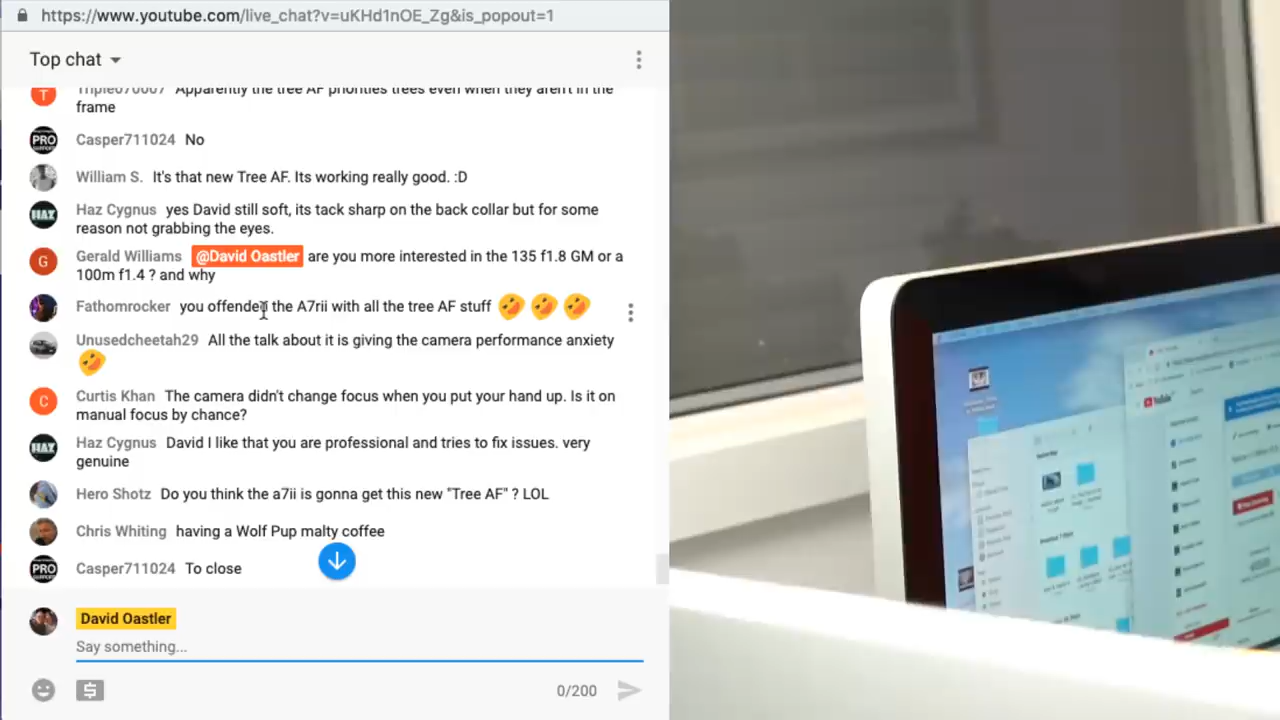 https://www.youtube.com/live_chat?v=uKHd1nOE_Zg&is_popout=1
Top chat
Triple070007 Apparently the tree AF priorities trees even when they aren't in the
frame
Casper711024 No
William S. It's that new Tree AF. Its working really good. :D
Haz Cygnus yes David still soft, its tack sharp on the back collar but for some
reason not grabbing the eyes.
Gerald Williams @David Oastler are you more interested in the 135 f1.8 GM or a
100m f1.4 ? and why
Fathomrocker you offended the A7rii with all the tree AF stuff 🤣🤣🤣
Unusedcheetah29 All the talk about it is giving the camera performance anxiety
🤣
Curtis Khan The camera didn't change focus when you put your hand up. Is it on
manual focus by chance?
Haz Cygnus David I like that you are professional and tries to fix issues. very
genuine
Hero Shotz Do you think the a7ii is gonna get this new "Tree AF" ? LOL
Chris Whiting having a Wolf Pup malty coffee
Casper711024 To close
David Oastler
Say something...
0/200
T
PRO
HAZ
G
C
HAZ
PRO
YouTube